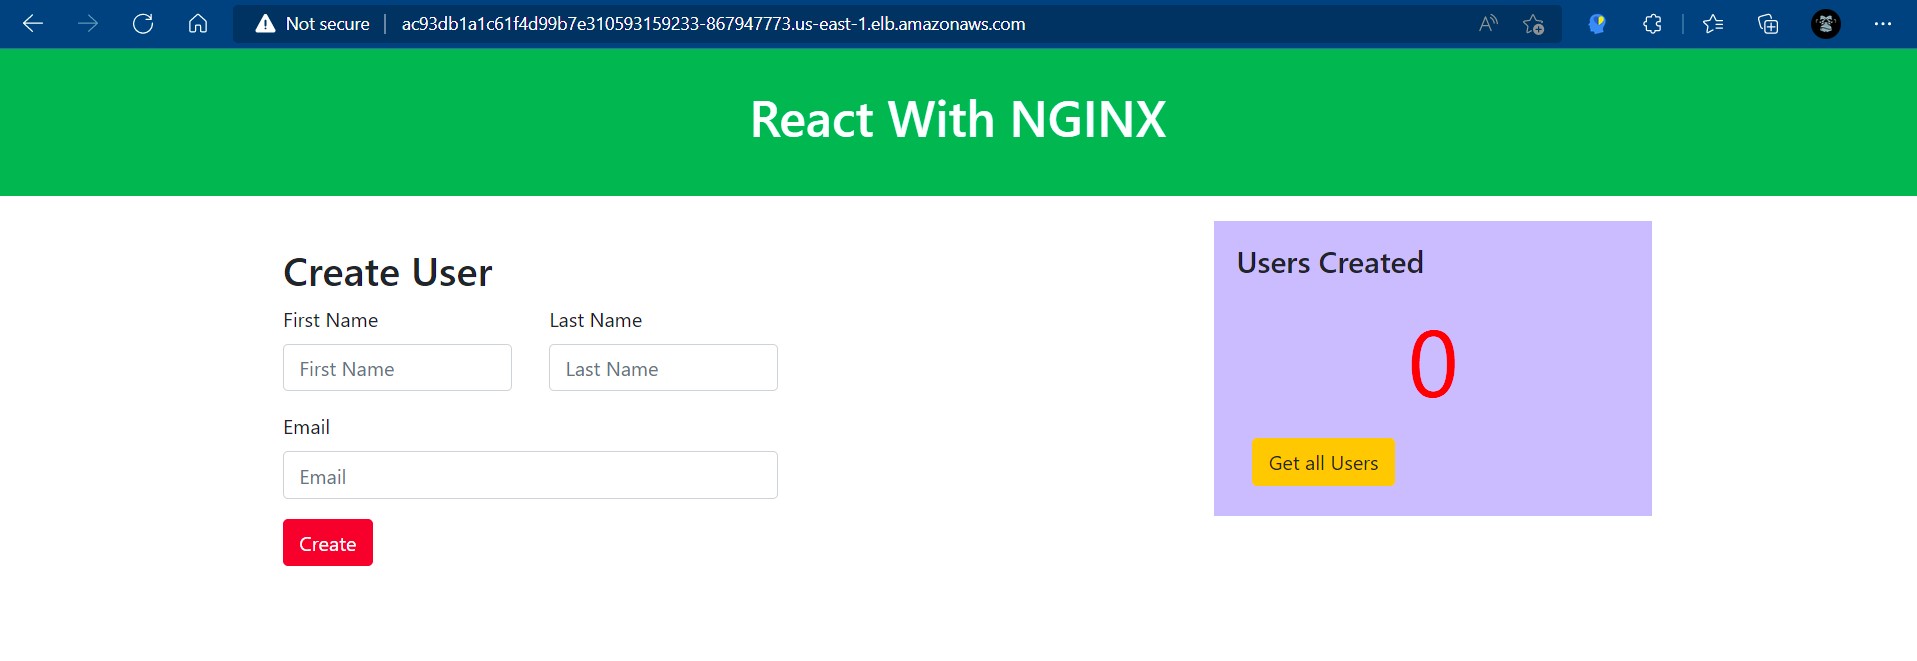 Not secure | ac93db1a1c61f4d99b7e310593159233-867947773.us-east-1.elb.amazonaws.com
React With NGINX
Create User
First Name Last Name
First Name Last Name
Email
Email
Create
Users Created
0
Get all Users